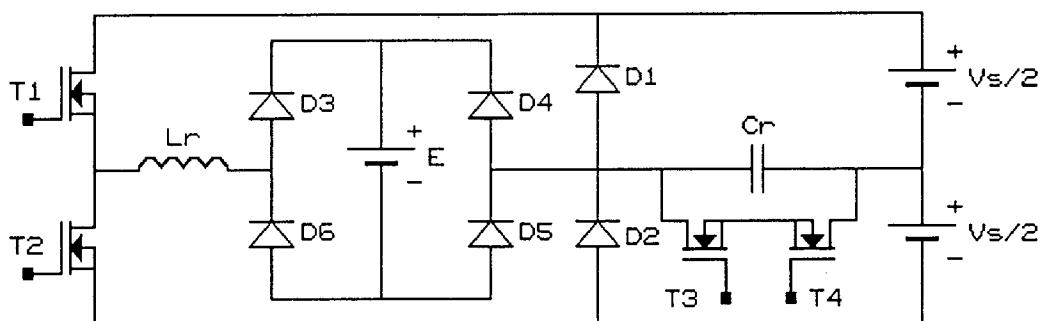 T1
Lr
D3
+
E
-
D4
D1
Cr
+
Vs/2
-
T2
D6
D5
D2
+
Vs/2
-
T3
T4